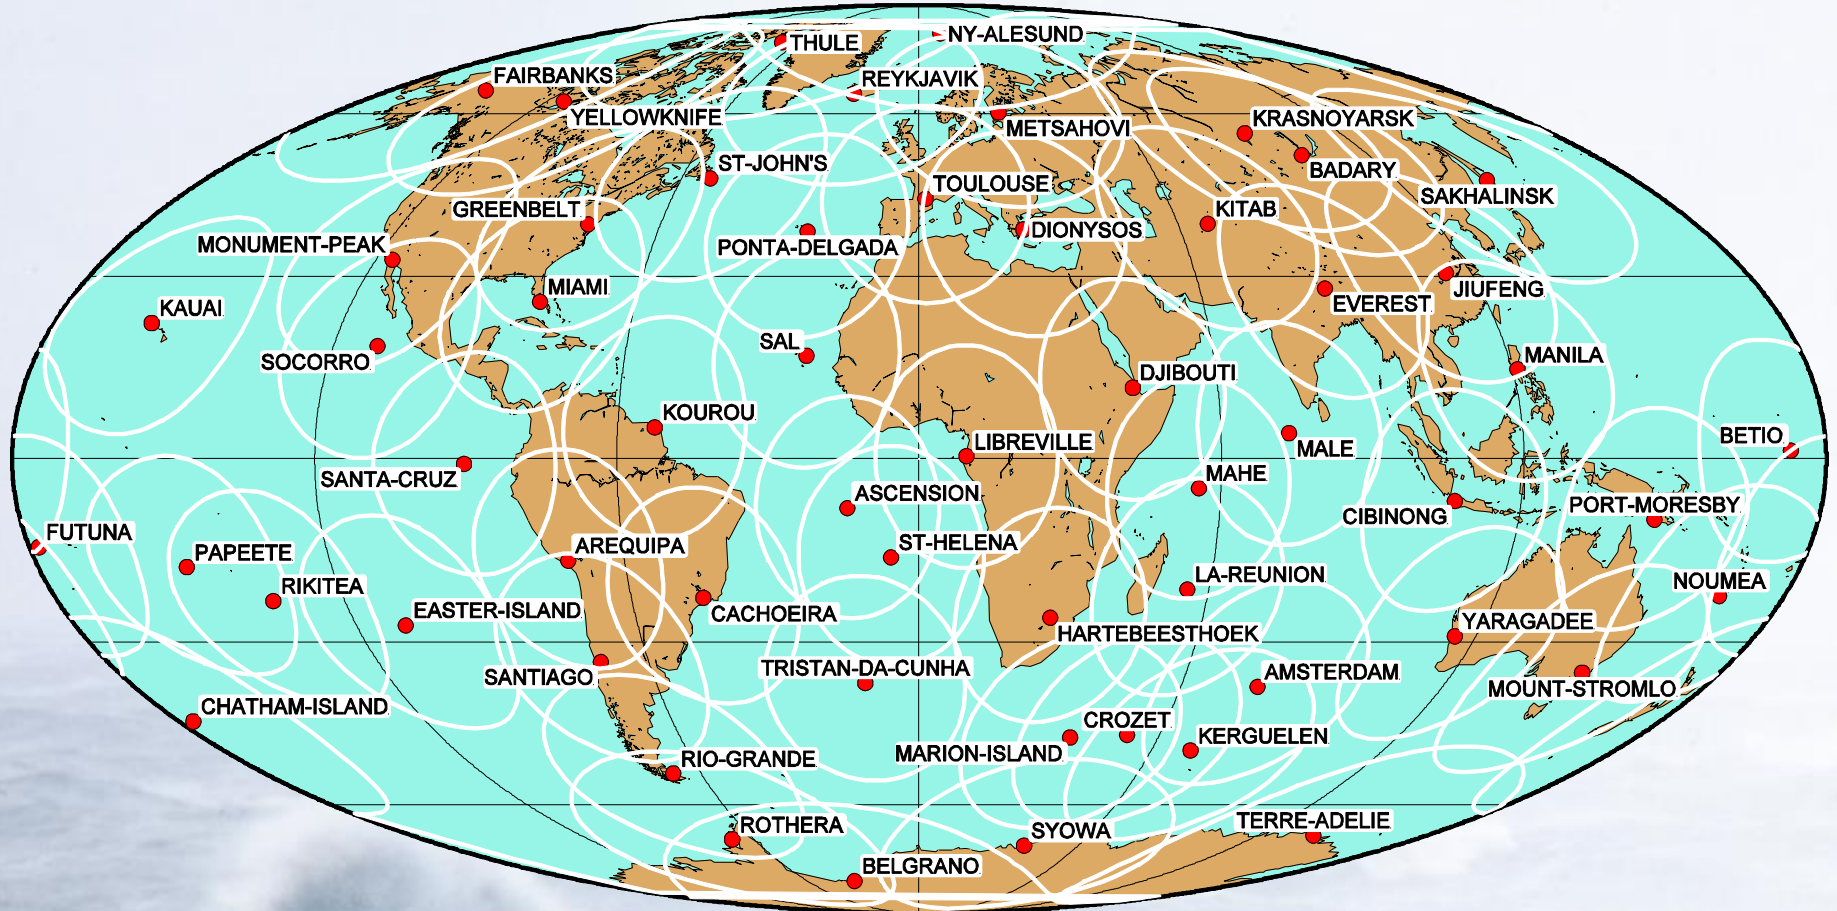 NY-ALESUND
THULE
FAIRBANKS
REYKJAVIK
YELLOWKNIFE
KRASNOYARSK
METSAHOVI
ST-JOHN'S
BADARY
TOULOUSE
SAKHALINSK
GREENBELT
KITAB
DIONYSOS
MONUMENT-PEAK
PONTA-DELGADA
MIAMI
JIUFENG
EVEREST
KAUAI
SAL
SOCORRO
MANILA
DJIBOUTI
KOUROU
BETIO
LIBREVILLE
MALE
SANTA-CRUZ
MAHE
ASCENSION
PORT-MORESBY
CIBINONG
FUTUNA
ST-HELENA
AREQUIPA
PAPEETE
LA-REUNION
NOUMEA
RIKITEA
EASTER-ISLAND
CACHOEIRA
YARAGADEE
HARTEBEESTHOEK
TRISTAN-DA-CUNHA
AMSTERDAM
SANTIAGO
MOUNT-STROMLO
CHATHAM-ISLAND
CROZET
KERGUELEN
MARION-ISLAND
RIO-GRANDE
TERRE-ADELIE
ROTHERA
SYOWA
BELGRANO